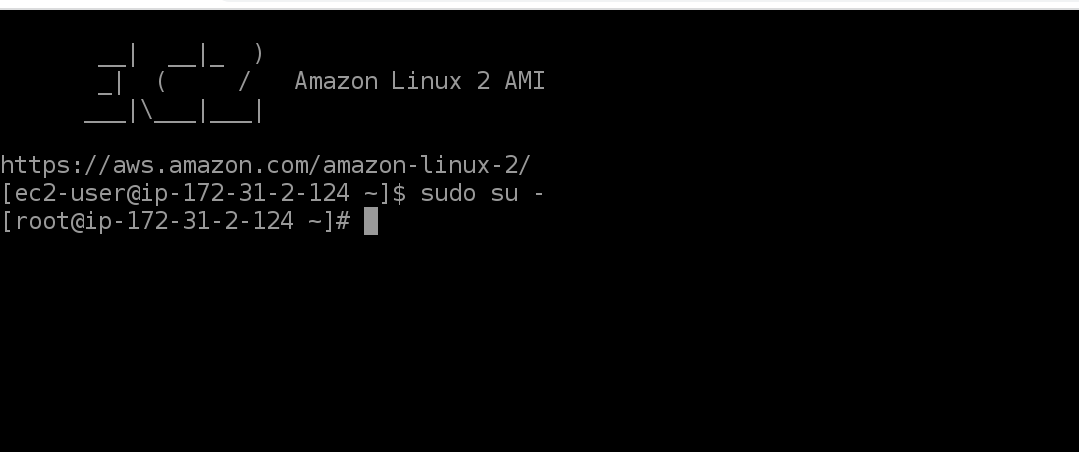 __|  __|_  )
       _|  (     /   Amazon Linux 2 AMI
      ___|\___|___|
https://aws.amazon.com/amazon-linux-2/
[ec2-user@ip-172-31-2-124 ~]$ sudo su -
[root@ip-172-31-2-124 ~]#